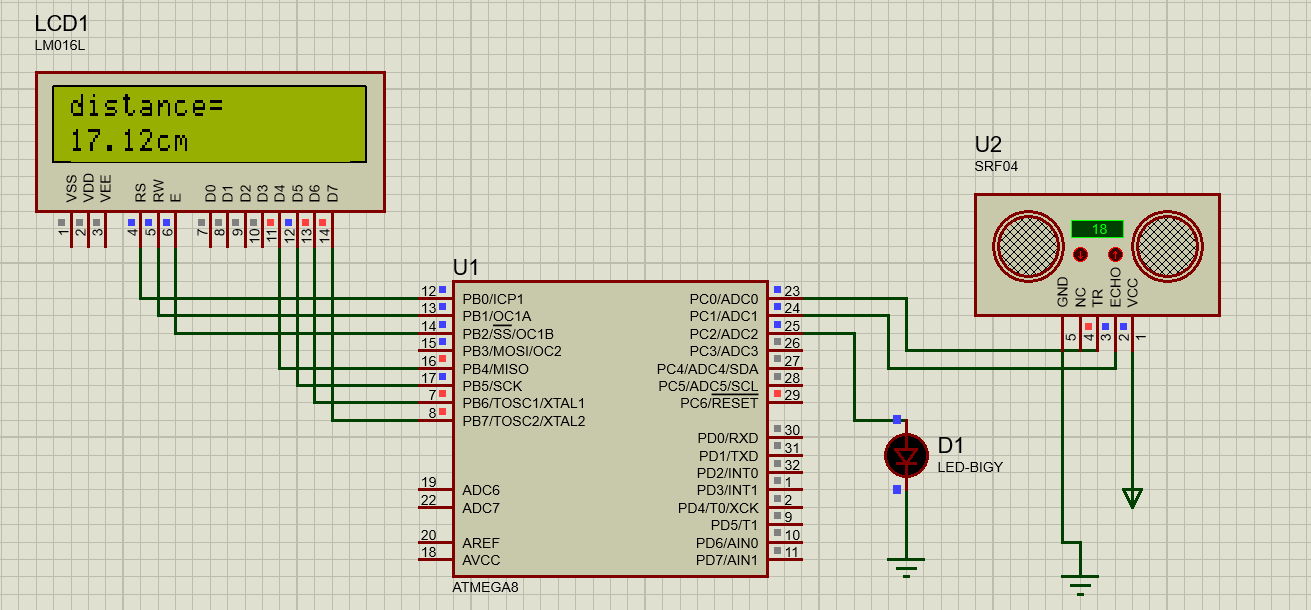 LCD1
LM016L
distance=
17.12cm
VSS
VDD
VEE
RS
RW
E
D0
D1
D2
D3
D4
D5
D6
D7
1
2
3
4
5
6
7
8
9
10
11
12
13
14
U1
12 PB0/ICP1
13 PB1/OC1A
14 PB2/SS/OC1B
15 PB3/MOSI/OC2
16 PB4/MISO
17 PB5/SCK
7 PB6/TOSC1/XTAL1
8 PB7/TOSC2/XTAL2
19 ADC6
22 ADC7
20 AREF
18 AVCC
PC0/ADC0 23
PC1/ADC1 24
PC2/ADC2 25
PC3/ADC3 26
PC4/ADC4/SDA 27
PC5/ADC5/SCL 28
PC6/RESET 29
PD0/RXD 30
PD1/TXD 31
PD2/INT0 32
PD3/INT1 1
PD4/T0/XCK 2
PD5/T1 9
PD6/AIN0 10
PD7/AIN1 11
ATMEGA8
U2
SRF04
18
GND
NC
TR
ECHO
VCC
5
4
3
2
1
D1
LED-BIGY